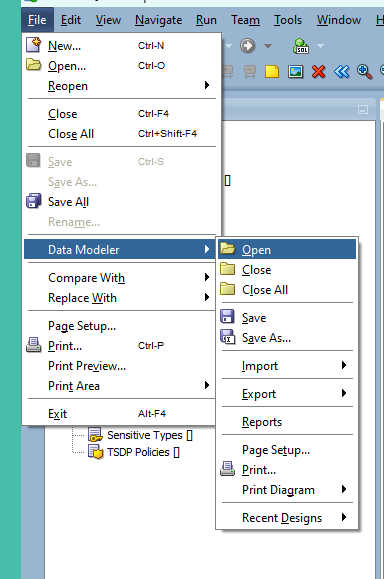 File Edit View Navigate Run Team Tools Window H
New... Ctrl-N
Open... Ctrl-O
Reopen
Close Ctrl-F4
Close All Ctrl+Shift-F4
Save Ctrl-S
Save As...
Save All
Rename...
Data Modeler
Compare With
Replace With
Page Setup...
Print... Ctrl-P
Print Preview...
Print Area
Exit Alt-F4
Open
Close
Close All
Save
Save As...
Import
Export
Reports
Page Setup...
Print...
Print Diagram
Recent Designs
SQL
[]
Sensitive Types []
TSDP Policies []